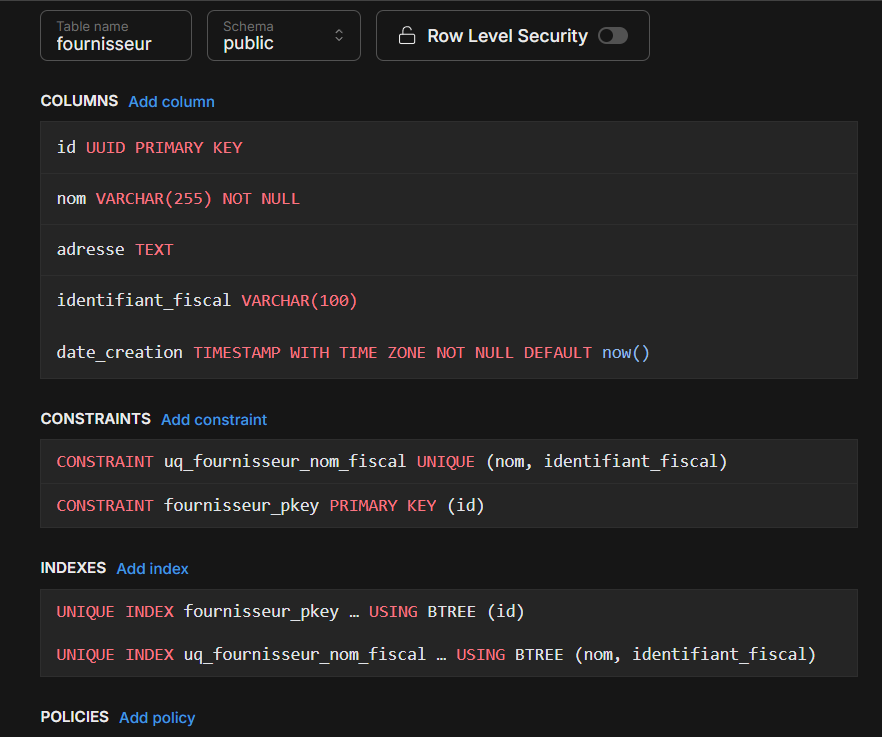 Table name
fournisseur
Schema
public
Row Level Security
COLUMNS Add column
id UUID PRIMARY KEY
nom VARCHAR(255) NOT NULL
adresse TEXT
identifiant_fiscal VARCHAR(100)
date_creation TIMESTAMP WITH TIME ZONE NOT NULL DEFAULT now()
CONSTRAINTS Add constraint
CONSTRAINT uq_fournisseur_nom_fiscal UNIQUE (nom, identifiant_fiscal)
CONSTRAINT fournisseur_pkey PRIMARY KEY (id)
INDEXES Add index
UNIQUE INDEX fournisseur_pkey … USING BTREE (id)
UNIQUE INDEX uq_fournisseur_nom_fiscal … USING BTREE (nom, identifiant_fiscal)
POLICIES Add policy